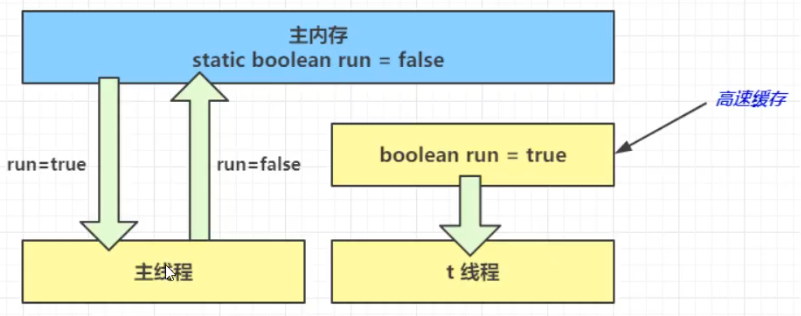 主内存
static boolean run = false
高速缓存
run=true
run=false
boolean run = true
主线程
t 线程